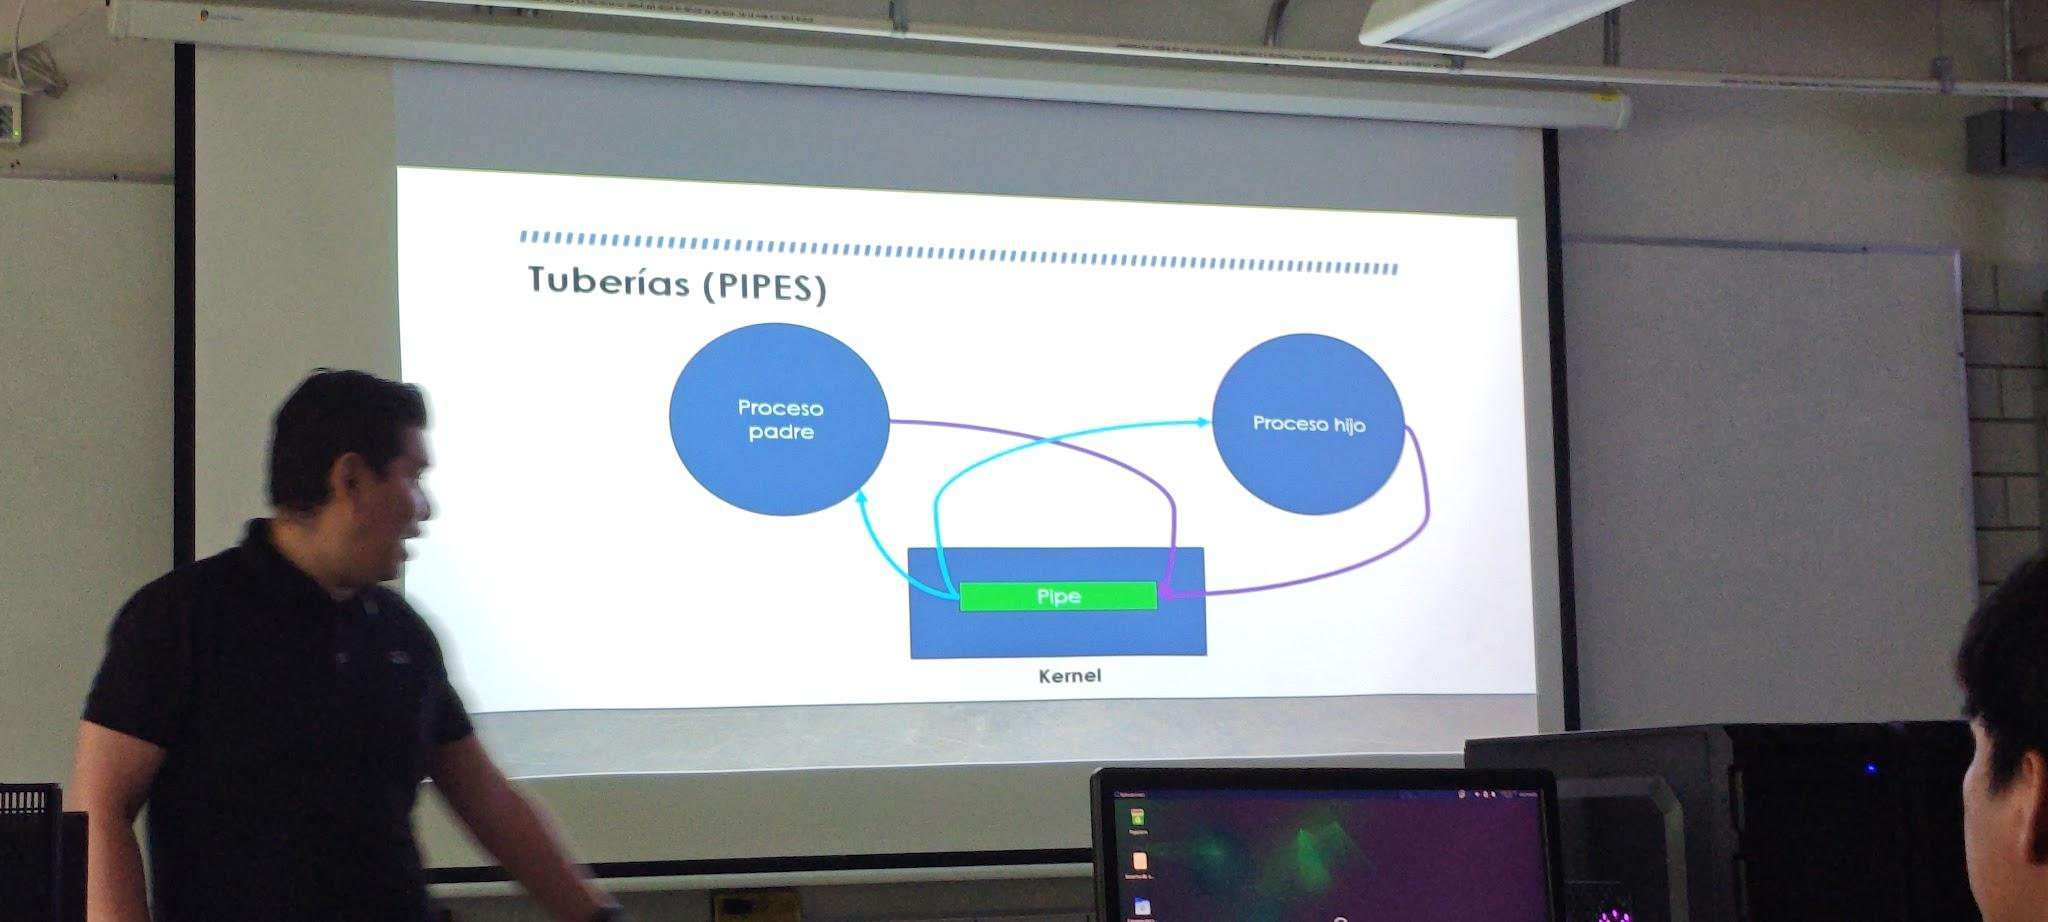 Tuberías (PIPES)
Proceso
padre
Proceso hijo
Pipe
Kernel